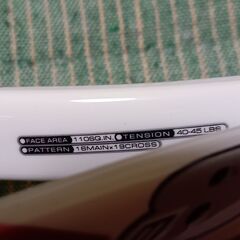 FACE AREA 110SQ.IN TENSION 40-45 LBS
PATTERN 16MAINx19CROSS